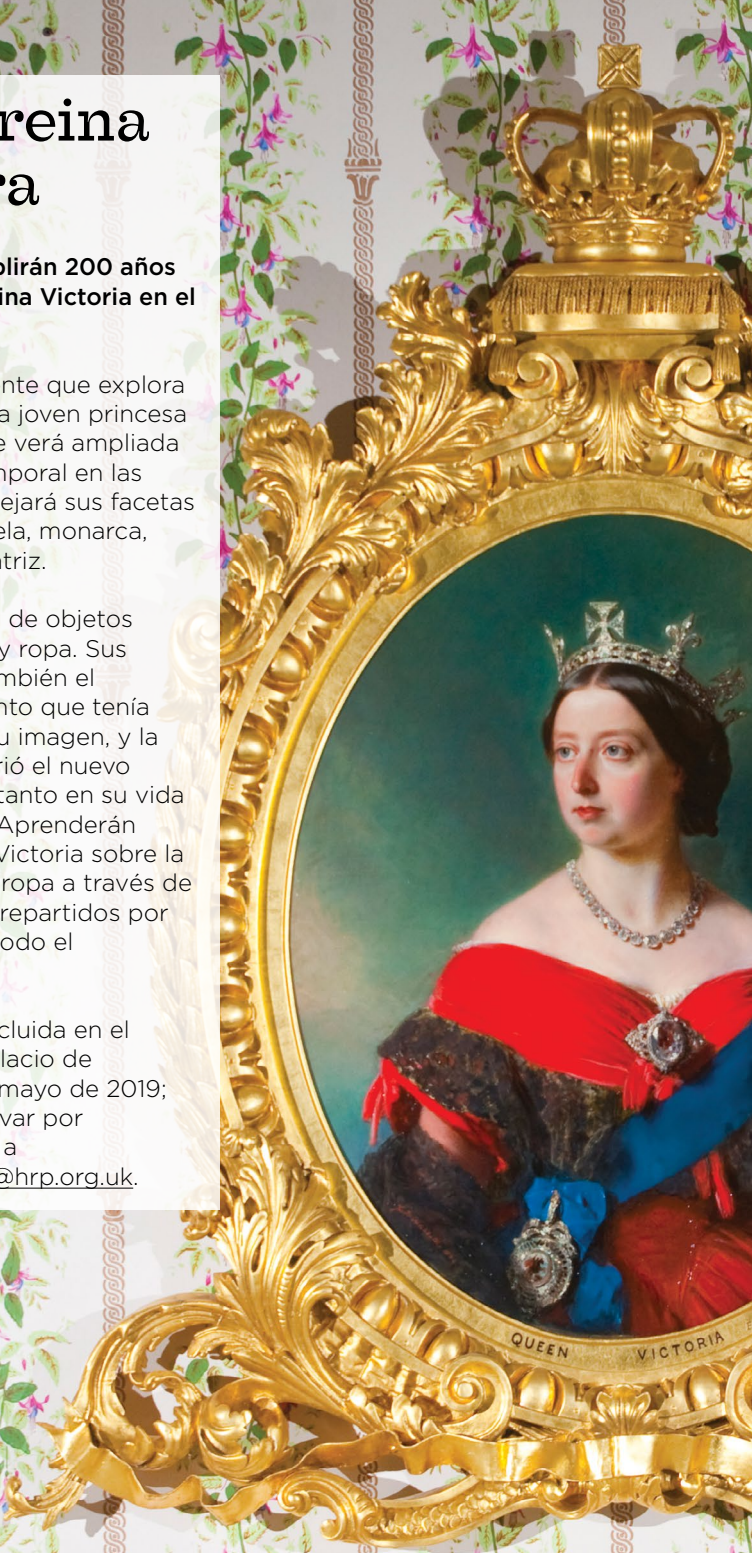 reina
ra
olirán 200 años
ina Victoria en el
nte que explora
a joven princesa
e verá ampliada
mporal en las
ejará sus facetas
ela, monarca,
atriz.
de objetos
y ropa. Sus
mbién el
nto que tenía
u imagen, y la
rió el nuevo
tanto en su vida
Aprenderán
Victoria sobre la
ropa a través de
repartidos por
odo el
cluida en el
lacio de
mayo de 2019;
var por
a
@hrp.org.uk.
QUEEN VICTORIA